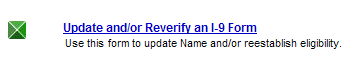 Update and/or Reverify an I-9 Form
Use this form to update Name and/or reestablish eligibility.